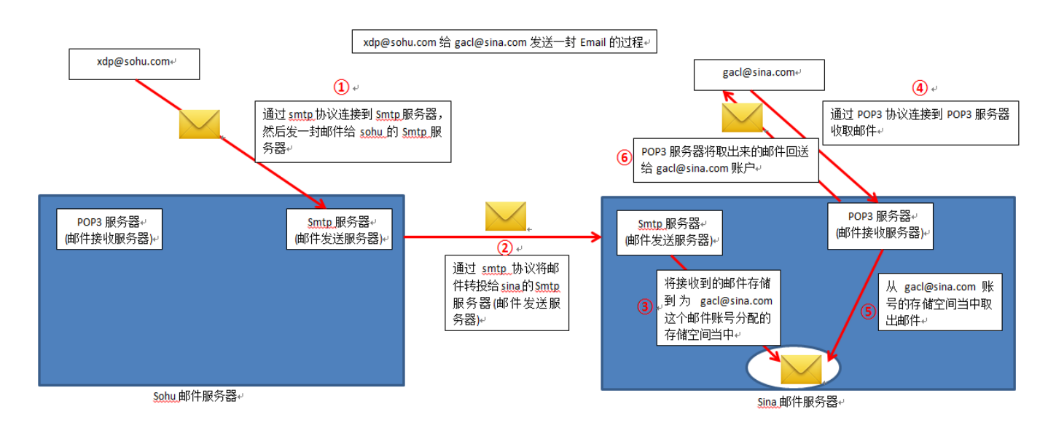 xdp@sohu.com 给 gacl@sina.com 发送一封 Email 的过程
xdp@sohu.com
①
通过 smtp 协议连接到 Smtp 服务器，
然后发一封邮件给 sohu 的 Smtp 服
务器
gacl@sina.com
④
通过 POP3 协议连接到 POP3 服务器
收取邮件
⑥
POP3 服务器将取出来的邮件回送
给 gacl@sina.com 账户
POP3 服务器
(邮件接收服务器)
Smtp 服务器
(邮件发送服务器)
②
通过 smtp 协议将邮
件转投给 sina 的 Smtp
服务器(邮件发送服
务器)
Smtp 服务器
(邮件发送服务器)
POP3 服务器
(邮件接收服务器)
③
将接收到的邮件存储
到为 gacl@sina.com
这个邮件账号分配的
存储空间当中
⑤
从 gacl@sina.com 账
号的存储空间当中取
出邮件
Sohu 邮件服务器
Sina 邮件服务器